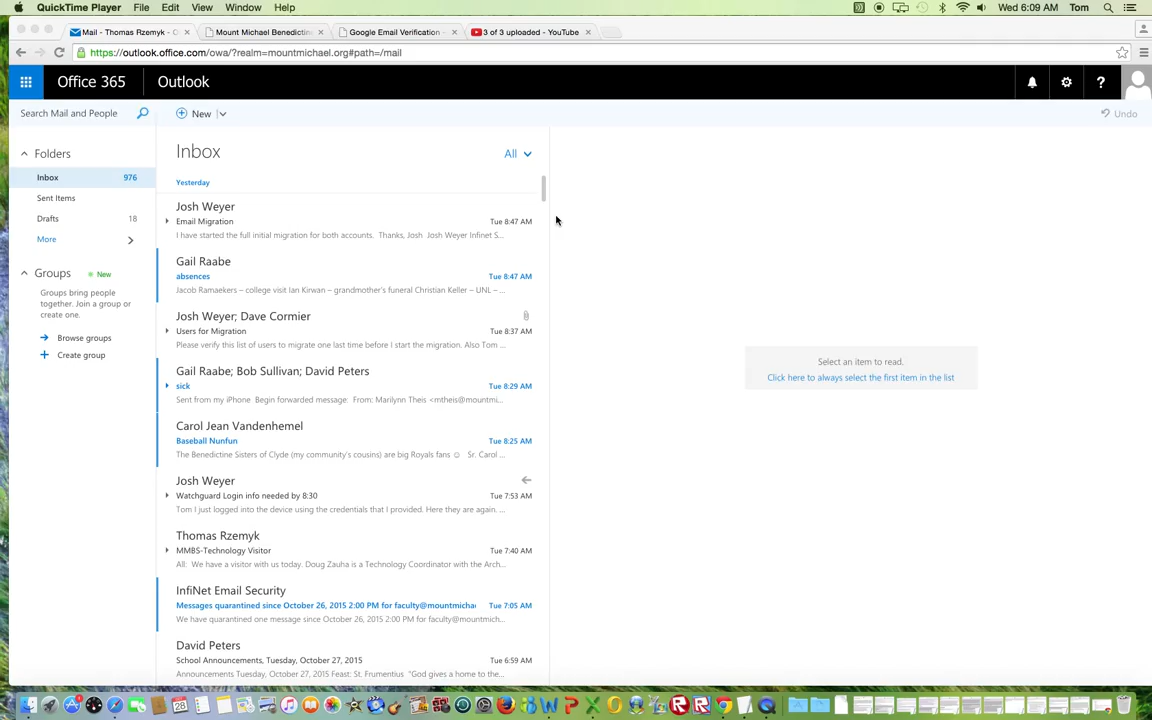 QuickTime Player File Edit View Window Help Wed 6:09 AM Tom
Mail - Thomas Rzemyk - O Mount Michael Benedictine Google Email Verification - 3 of 3 uploaded - YouTube
https://outlook.office.com/owa/?realm=mountmichael.org#path=/mail
Office 365 Outlook ?
Search Mail and People New Undo
Folders
Inbox 976
Sent Items
Drafts 18
More
Groups New
Groups bring people
together. Join a group or
create one.
Browse groups
Create group
Inbox All
Yesterday
Josh Weyer
Email Migration Tue 8:47 AM
I have started the full initial migration for both accounts. Thanks, Josh Josh Weyer Infinet S...
Gail Raabe
absences Tue 8:47 AM
Jacob Ramaekers – college visit Ian Kirwan – grandmother's funeral Christian Keller – UNL – ...
Josh Weyer; Dave Cormier
Users for Migration Tue 8:37 AM
Please verify this list of users to migrate one last time before I start the migration. Also Tom ...
Gail Raabe; Bob Sullivan; David Peters
sick Tue 8:29 AM
Sent from my iPhone Begin forwarded message: From: Marilynn Theis <mtheis@mountmi...
Carol Jean Vandenhemel
Baseball Nunfun Tue 8:25 AM
The Benedictine Sisters of Clyde (my community's cousins) are big Royals fans ☺ Sr. Carol ...
Josh Weyer
Watchguard Login info needed by 8:30 Tue 7:53 AM
Tom I just logged into the device using the credentials that I provided. Here they are again. ...
Thomas Rzemyk
MMBS-Technology Visitor Tue 7:40 AM
All: We have a visitor with us today. Doug Zauha is a Technology Coordinator with the Arch...
InfiNet Email Security
Messages quarantined since October 26, 2015 2:00 PM for faculty@mountmichae Tue 7:05 AM
We have quarantined one message since October 26, 2015 2:00 PM for faculty@mountmich...
David Peters
School Announcements, Tuesday, October 27, 2015 Tue 6:59 AM
Announcements Tuesday, October 27, 2015 Feast: St. Frumentius "God gives a home to the...
Select an item to read.
Click here to always select the first item in the list